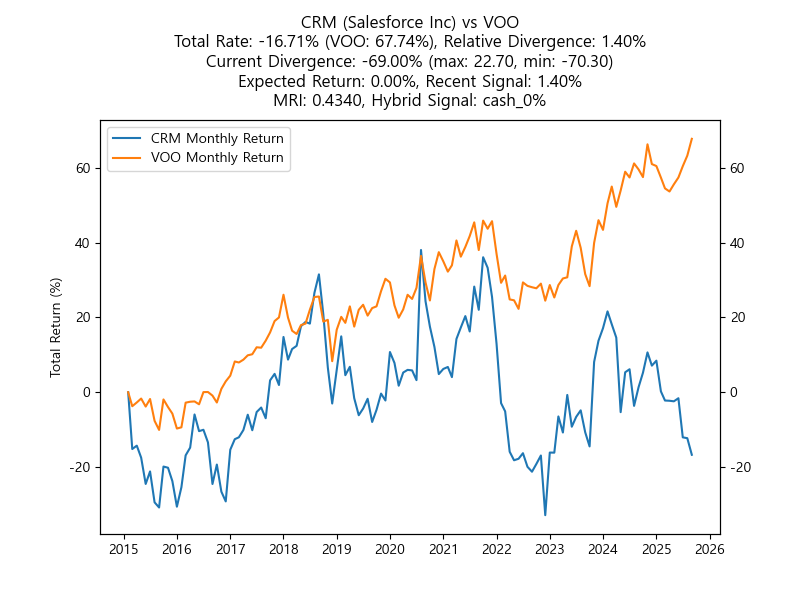 CRM (Salesforce Inc) vs VOO
Total Rate: -16.71% (VOO: 67.74%), Relative Divergence: 1.40%
Current Divergence: -69.00% (max: 22.70, min: -70.30)
Expected Return: 0.00%, Recent Signal: 1.40%
MRI: 0.4340, Hybrid Signal: cash_0%
CRM Monthly Return
VOO Monthly Return
Total Return (%)
60
40
20
0
-20
60
40
20
0
-20
2015 2016 2017 2018 2019 2020 2021 2022 2023 2024 2025 2026